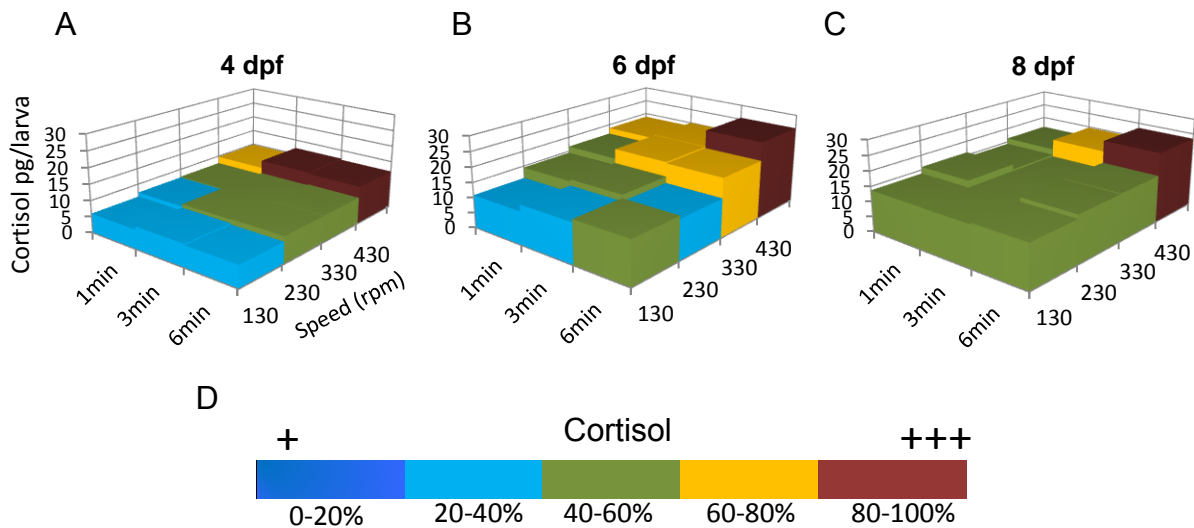 A
B
C
4 dpf
6 dpf
8 dpf
Cortisol pg/larva
30
25
20
15
10
5
0
1min
3min
6min
130
230
330
430
Speed (rpm)
30
25
20
15
10
5
0
1min
3min
6min
130
230
330
430
30
25
20
15
10
5
0
1min
3min
6min
130
230
330
430
D
+ Cortisol +++
0-20% 20-40% 40-60% 60-80% 80-100%